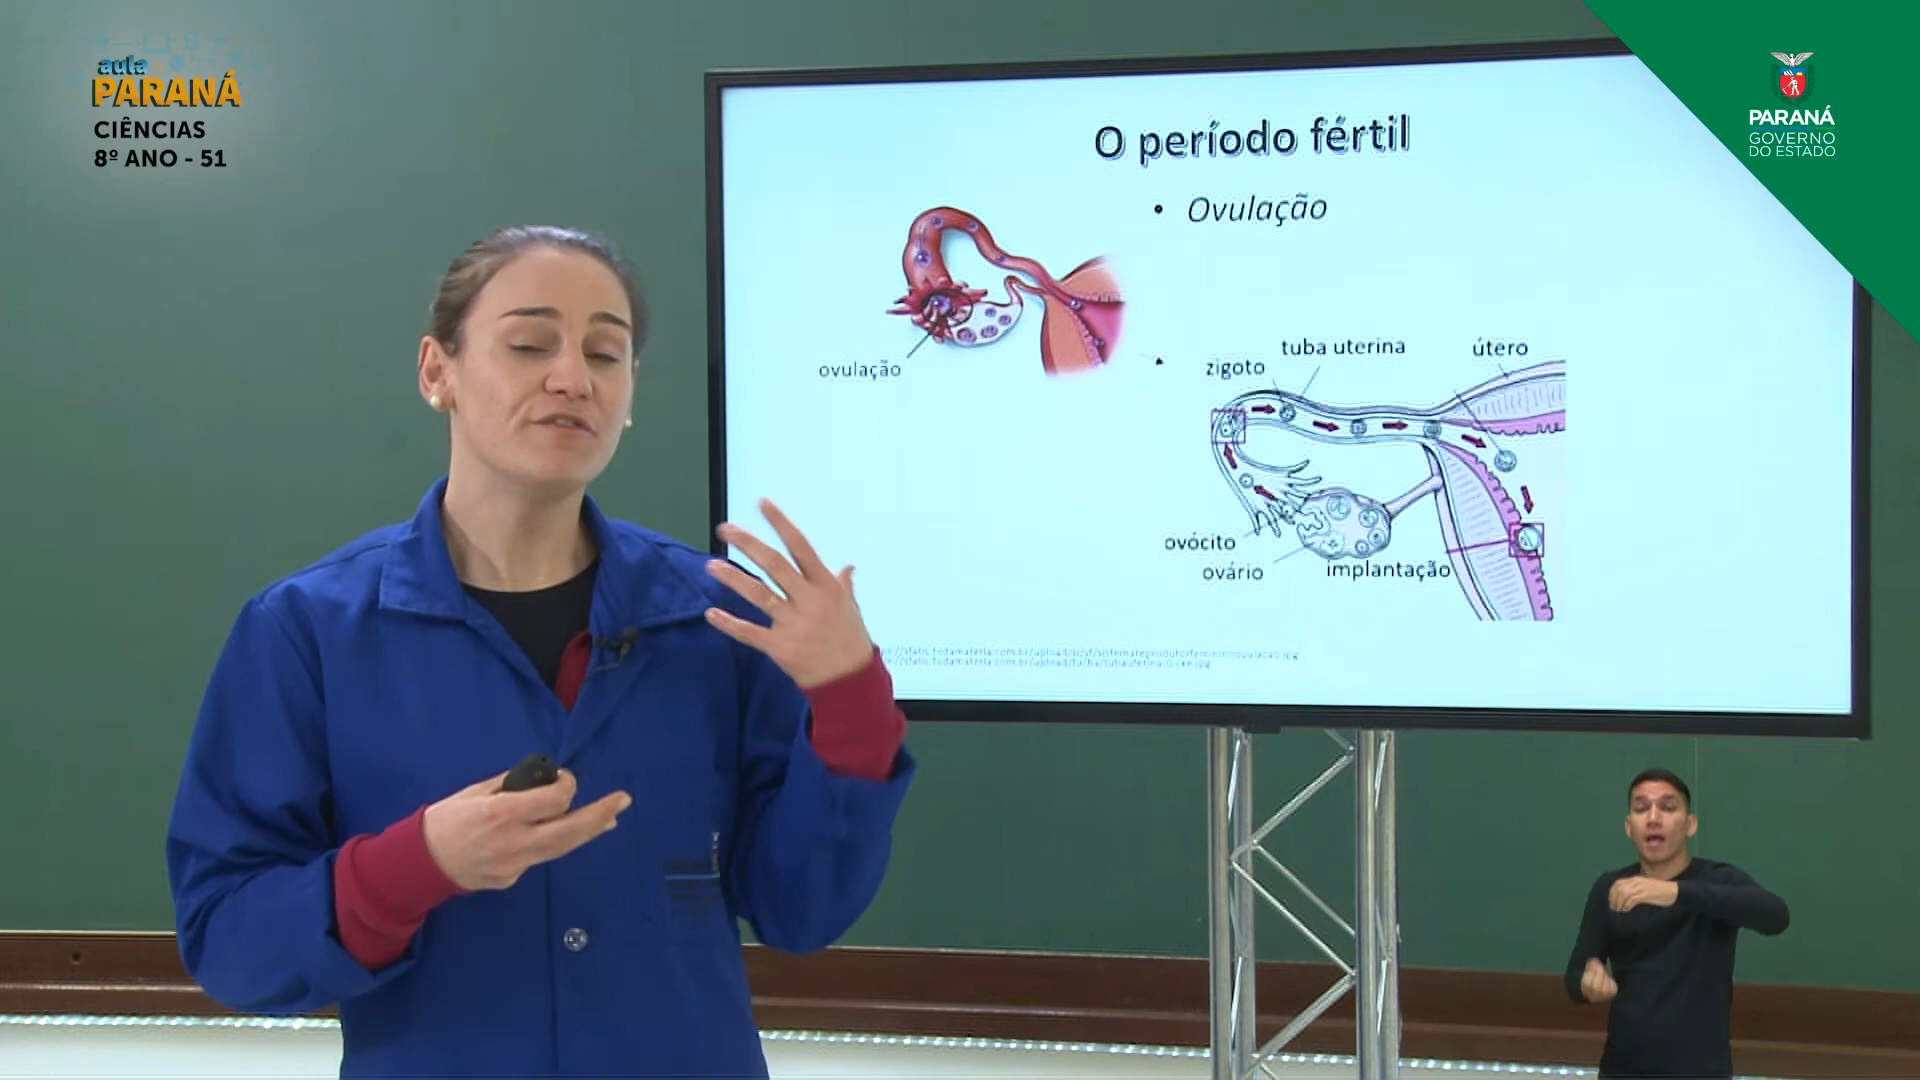 aula
PARANÁ
CIÊNCIAS
8º ANO - 51
PARANÁ
GOVERNO
DO ESTADO
O período fértil
• Ovulação
ovulação
zigoto
tuba uterina
útero
ovócito
ovário
implantação